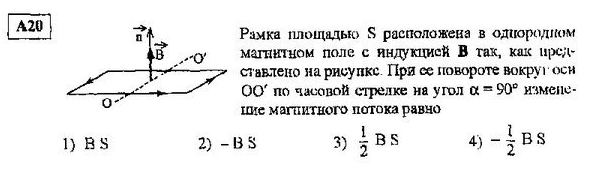 A20
n
B
O'
O
Рамка площадью S расположена в однородном
магнитном поле с индукцией B так, как пред-
ставлено на рисунке. При ее повороте вокруг оси
OO′ по часовой стрелке на угол α = 90° измене-
ние магнитного потока равно
1) B S 2) – B S 3) 1/2 B S 4) – 1/2 B S